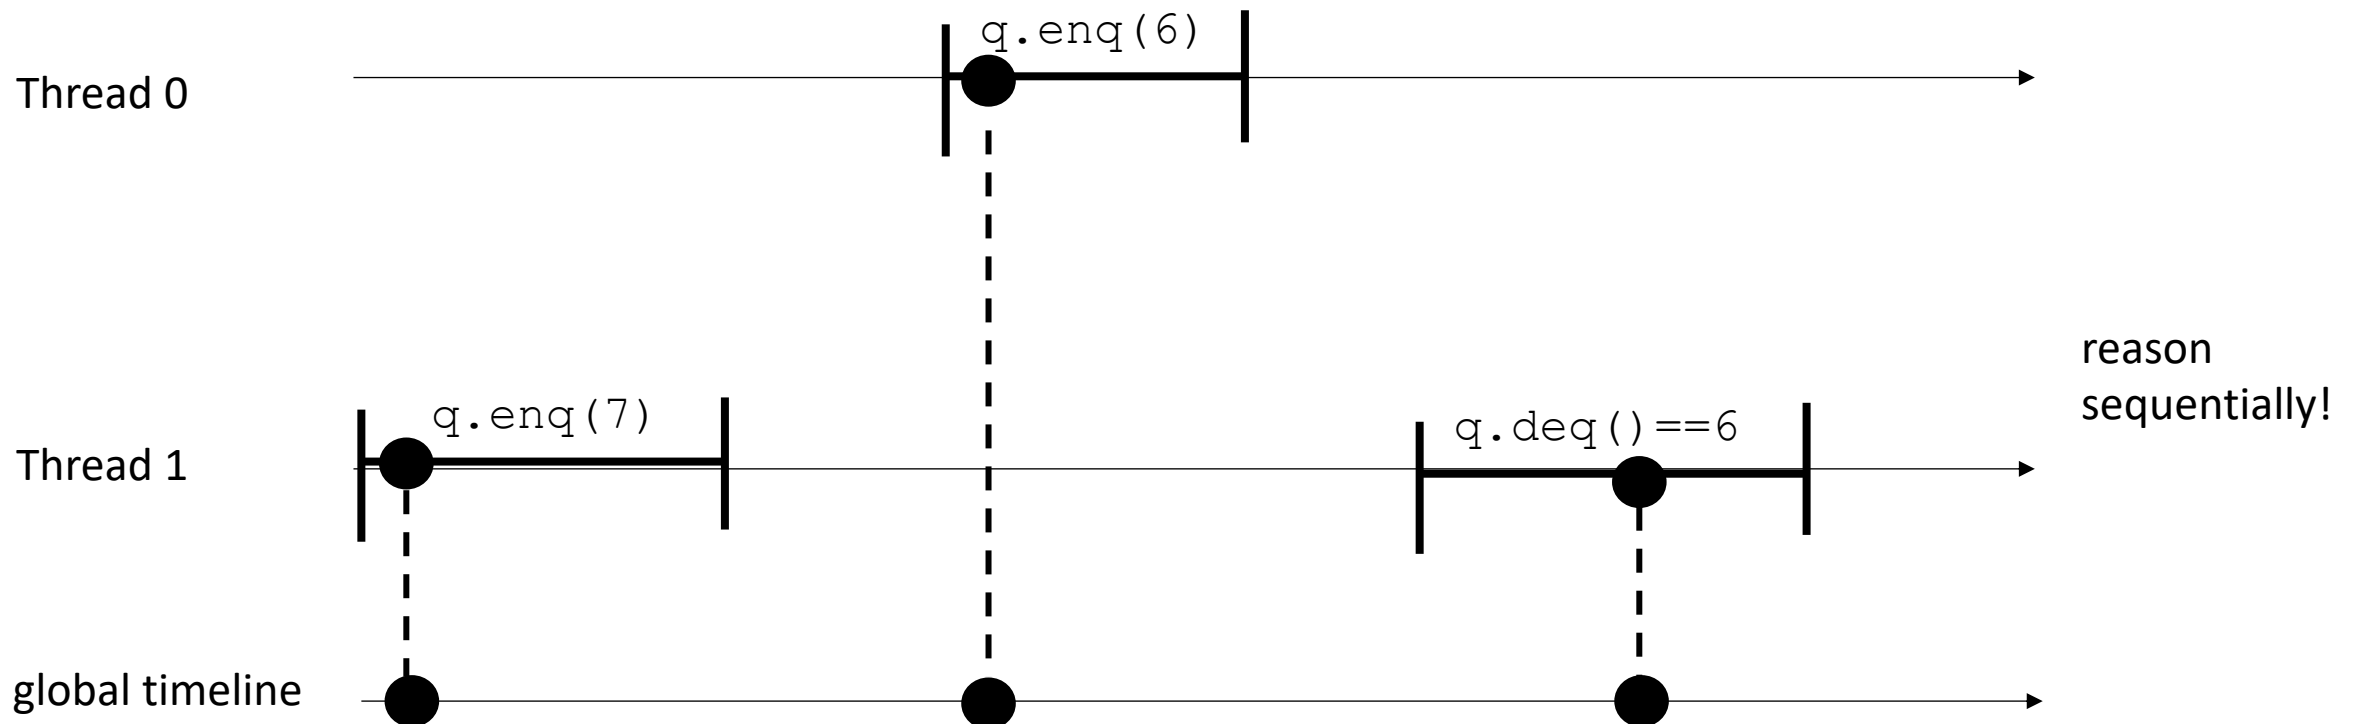 q.enq(6)
Thread 0
reason
sequentially!
q.enq(7)
q.deq()==6
Thread 1
global timeline